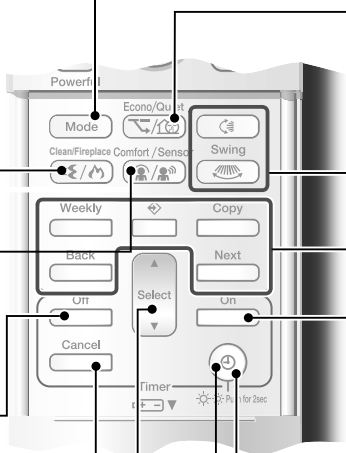 Powerful
Econo/Quiet
Mode
Clean/Fireplace Comfort/Sensor
Swing
Weekly
Copy
Back
Next
Select
Off
On
Cancel
Timer
Push for 2sec